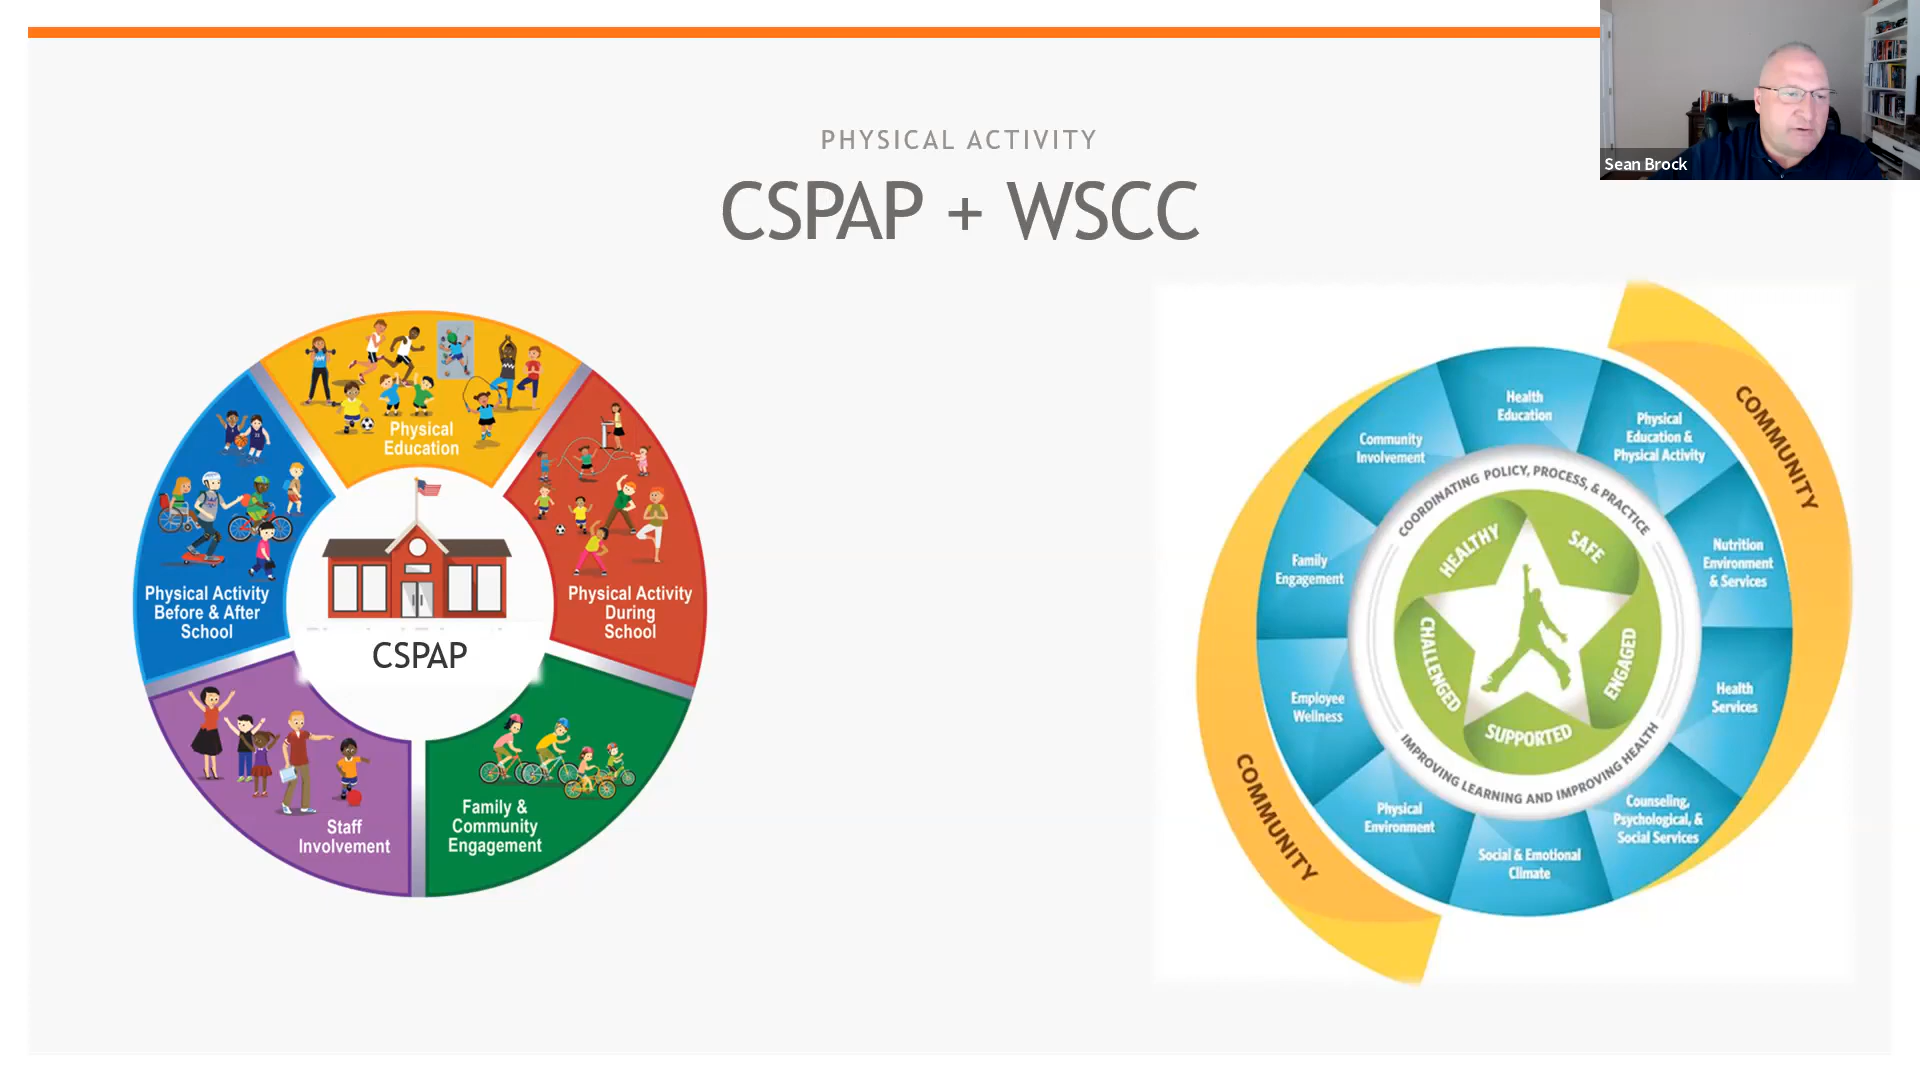 Sean Brock
PHYSICAL ACTIVITY
CSPAP + WSCC
Physical
Education
Physical Activity
During
School
Family &
Community
Engagement
Staff
Involvement
Physical Activity
Before & After
School
CSPAP
COMMUNITY
COMMUNITY
Health
Education
Physical
Education &
Physical Activity
Nutrition
Environment
& Services
Health
Services
Counseling,
Psychological, &
Social Services
Social & Emotional
Climate
Physical
Environment
Employee
Wellness
Family
Engagement
Community
Involvement
COORDINATING POLICY, PROCESS, & PRACTICE
IMPROVING LEARNING AND IMPROVING HEALTH
HEALTHY
SAFE
ENGAGED
SUPPORTED
CHALLENGED